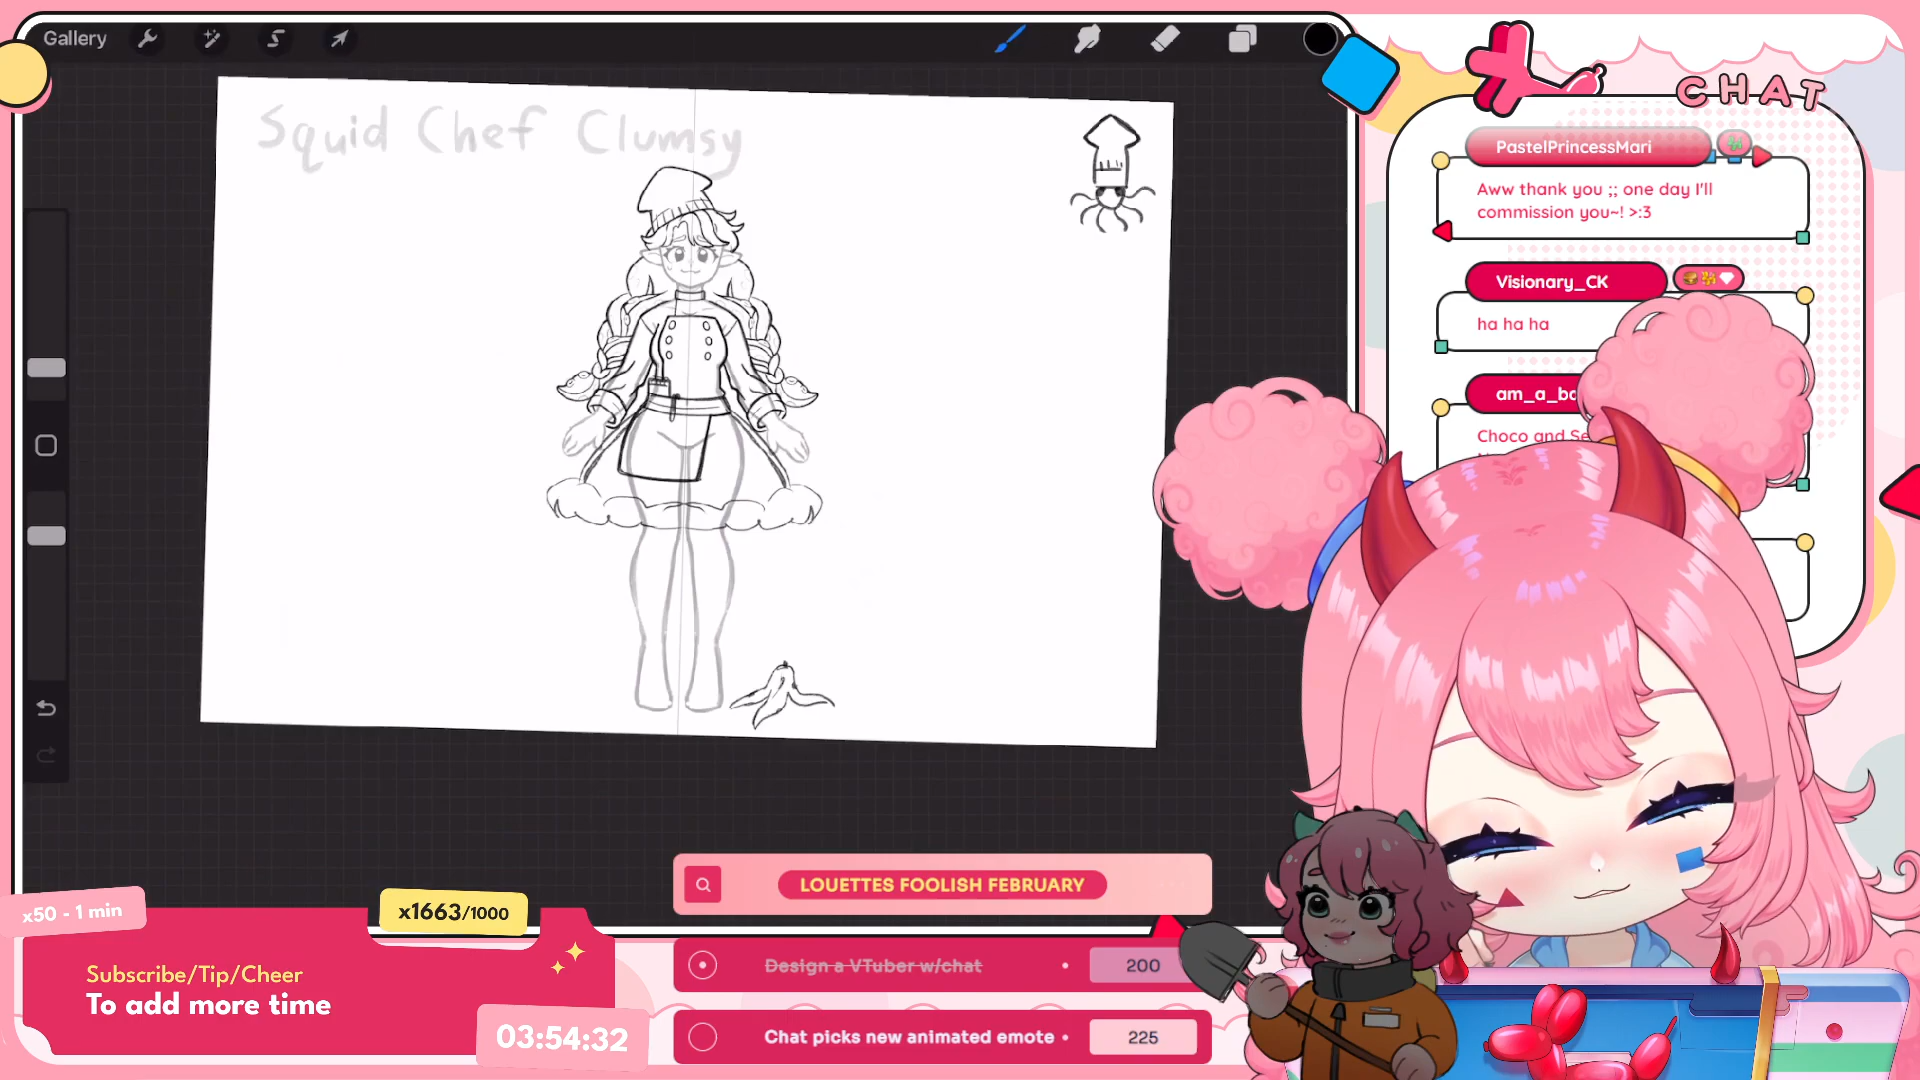 Gallery
Squid Chef Clumsy
CHAT
PastelPrincessMari
Aww thank you ;; one day I'll
commission you~! >:3
Visionary_CK
ha ha ha
Choco and
x50 - 1 min
x1663/1000
Subscribe/Tip/Cheer
To add more time
03:54:32
LOUETTES FOOLISH FEBRUARY
Design a VTuber w/chat • 200
Chat picks new animated emote • 225